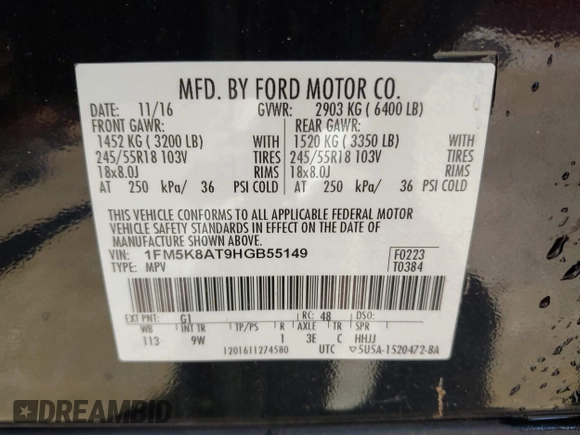 MFD. BY FORD MOTOR CO.
DATE: 11/16 GVWR: 2903 KG ( 6400 LB)
FRONT GAWR: REAR GAWR:
1452 KG ( 3200 LB) WITH 1520 KG ( 3350 LB) WITH
245/55R18 103V TIRES 245/55R18 103V TIRES
18x8.0J RIMS 18x8.0J RIMS
AT 250 kPa/ 36 PSI COLD AT 250 kPa/ 36 PSI COLD
THIS VEHICLE CONFORMS TO ALL APPLICABLE FEDERAL MOTOR
VEHICLE SAFETY STANDARDS IN EFFECT ON THE DATE OF
MANUFACTURE SHOWN ABOVE.
VIN: 1FM5K8AT9HGB55149 F0223
TYPE: MPV T0384
EXT PNT: G1 RC: 48
WB INT TR TP/PS R AXLE TR SPR
113 9W 1 3E C HHJJ
1201611274580 UTC 5U5A-1520472-BA
DREAMBID